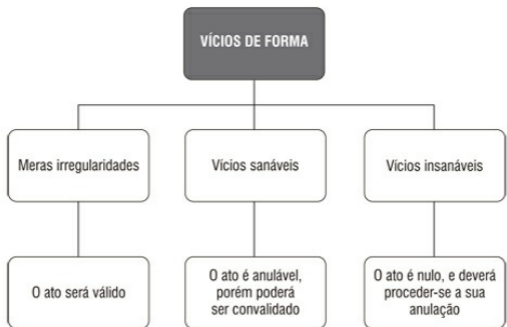 VÍCIOS DE FORMA
Meras irregularidades
Vícios sanáveis
Vícios insanáveis
O ato será válido
O ato é anulável,
porém poderá
ser convalidado
O ato é nulo, e deverá
proceder-se a sua
anulação